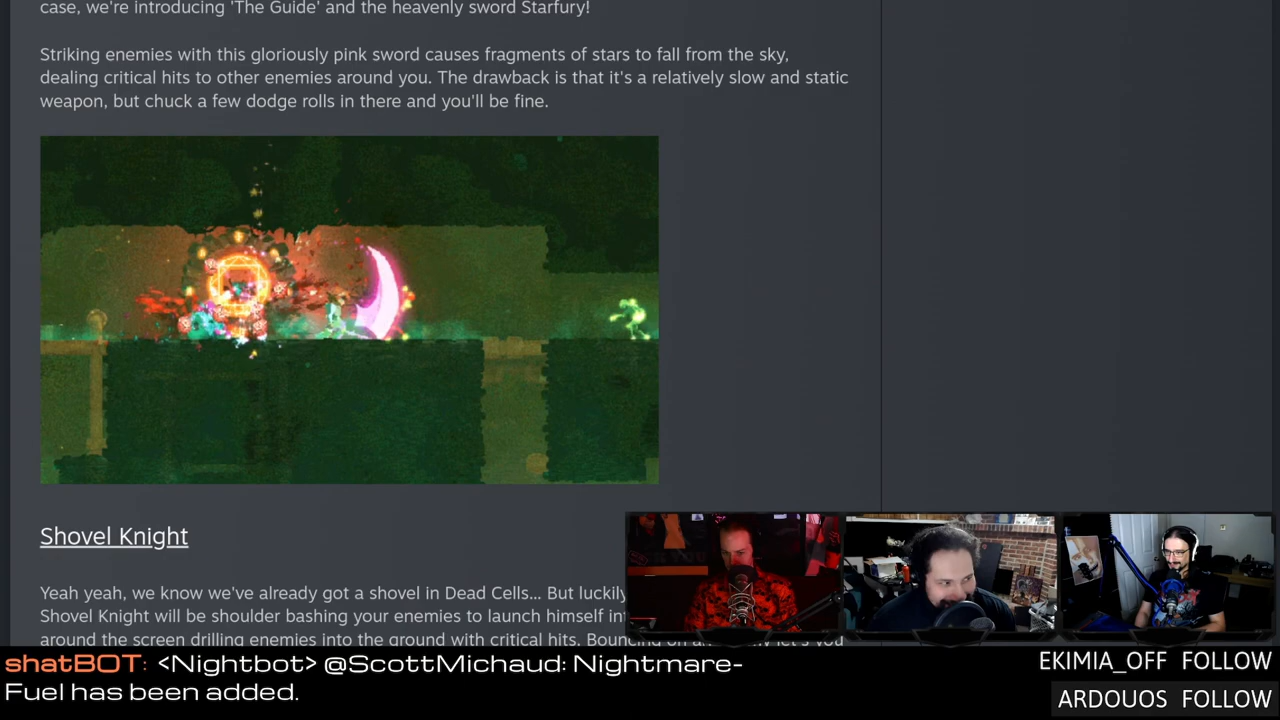 case, we're introducing 'The Guide' and the heavenly sword Starfury!
Striking enemies with this gloriously pink sword causes fragments of stars to fall from the sky,
dealing critical hits to other enemies around you. The drawback is that it's a relatively slow and static
weapon, but chuck a few dodge rolls in there and you'll be fine.
Shovel Knight
Yeah yeah, we know we've already got a shovel in Dead Cells... But luckily
Shovel Knight will be shoulder bashing your enemies to launch himself in
around the screen drilling enemies into the ground with critical hits.
shatBOT: <Nightbot> @ScottMichaud: Nightmare-
Fuel has been added.
EKIMIA_OFF FOLLOW
ARDOUOS FOLLOW